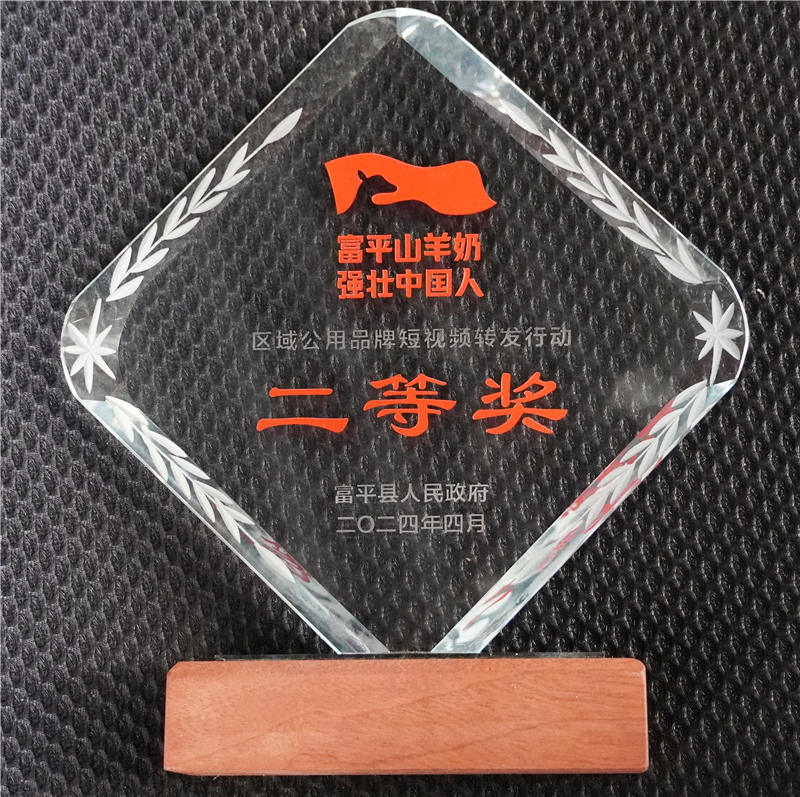 富平山羊奶
强壮中国人
区域公用品牌短视频转发行动
二等奖
富平县人民政府
二〇二四年四月